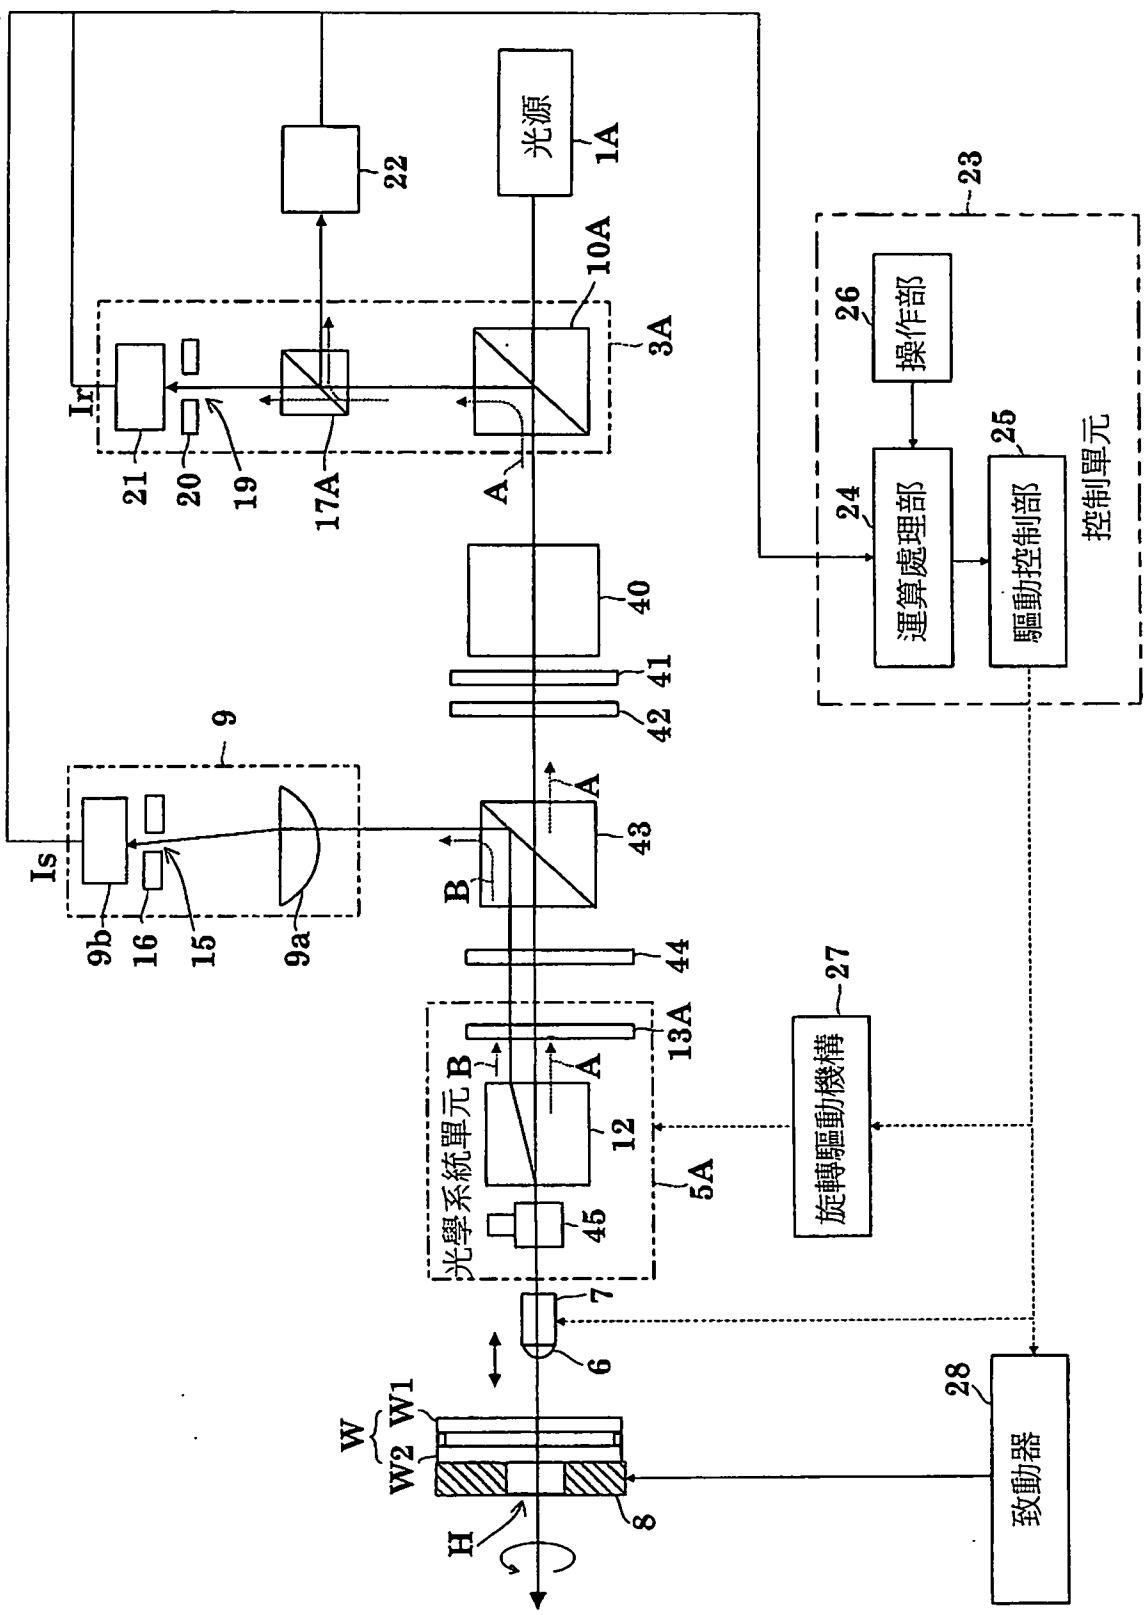 光源
1A
22
10A
3A
Ir
21
20
19
17A
A
23
26
操作部
24
運算處理部
25
驅動控制部
控制單元
40
41
42
9
Is
9b
16
15
9a
B
A
43
44
13A
B
A
12
光學系統單元
45
5A
27
旋轉驅動機構
7
6
W
W1
W2
H
8
28
致動器